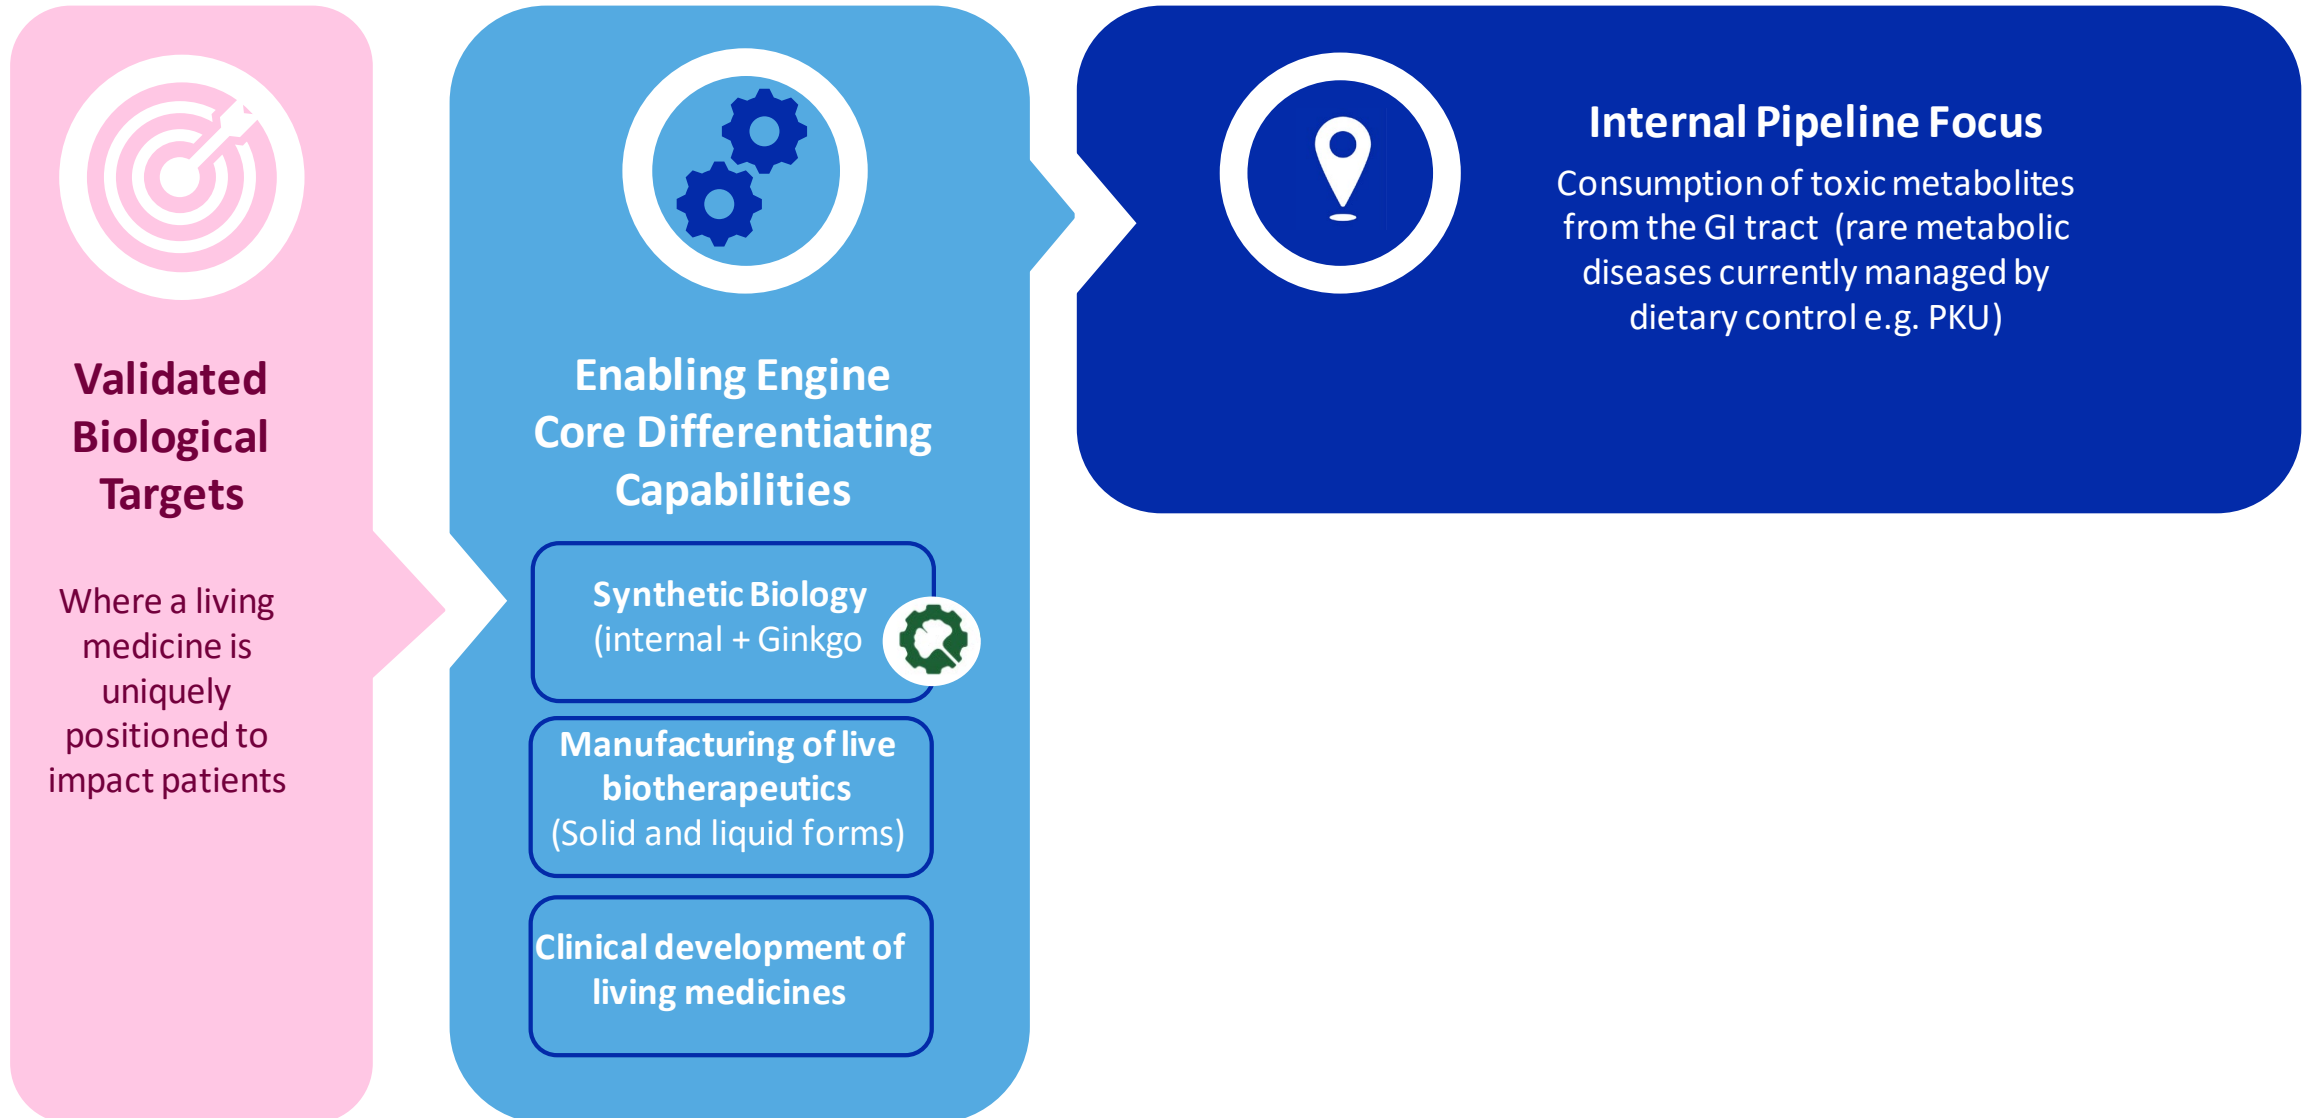 Validated
Biological
Targets
Where a living
medicine is
uniquely
positioned to
impact patients
Enabling Engine
Core Differentiating
Capabilities
Synthetic Biology
(internal + Ginkgo
Manufacturing of live
biotherapeutics
(Solid and liquid forms)
Clinical development of
living medicines
Internal Pipeline Focus
Consumption of toxic metabolites
from the GI tract (rare metabolic
diseases currently managed by
dietary control e.g. PKU)